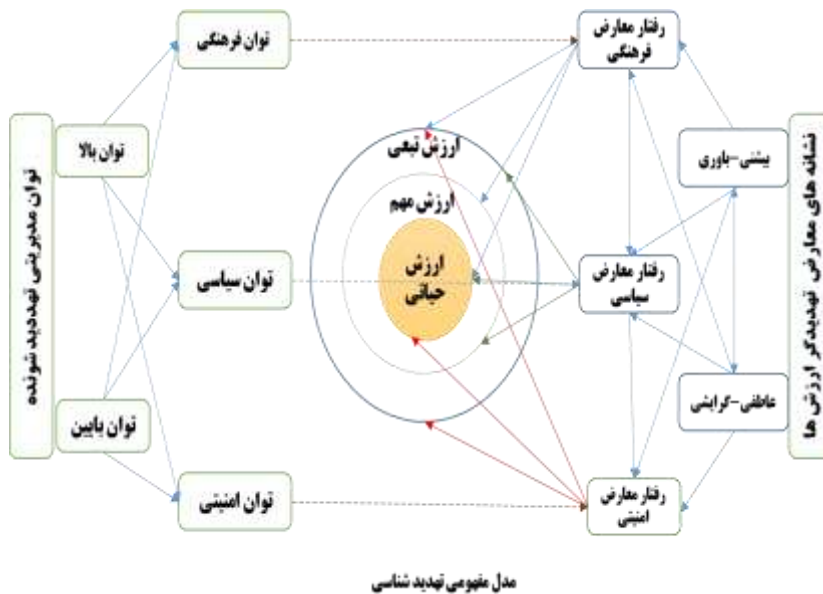 رفتار معارض
فرهنگی
توان فرهنگی
نشانه های معارض تهدیدگر ارزش ها
بینشی-باوری
ارزش تبعی
توان بالا
توان مدیریتی تهددید شونده
ارزش مهم
رفتار معارض
سیاسی
ارزش
حیاتی
توان سیاسی
عاطفی-گرایشی
توان پایین
رفتار معارض
امنیتی
توان امنیتی
مدل مفهومی تهدید شناسی